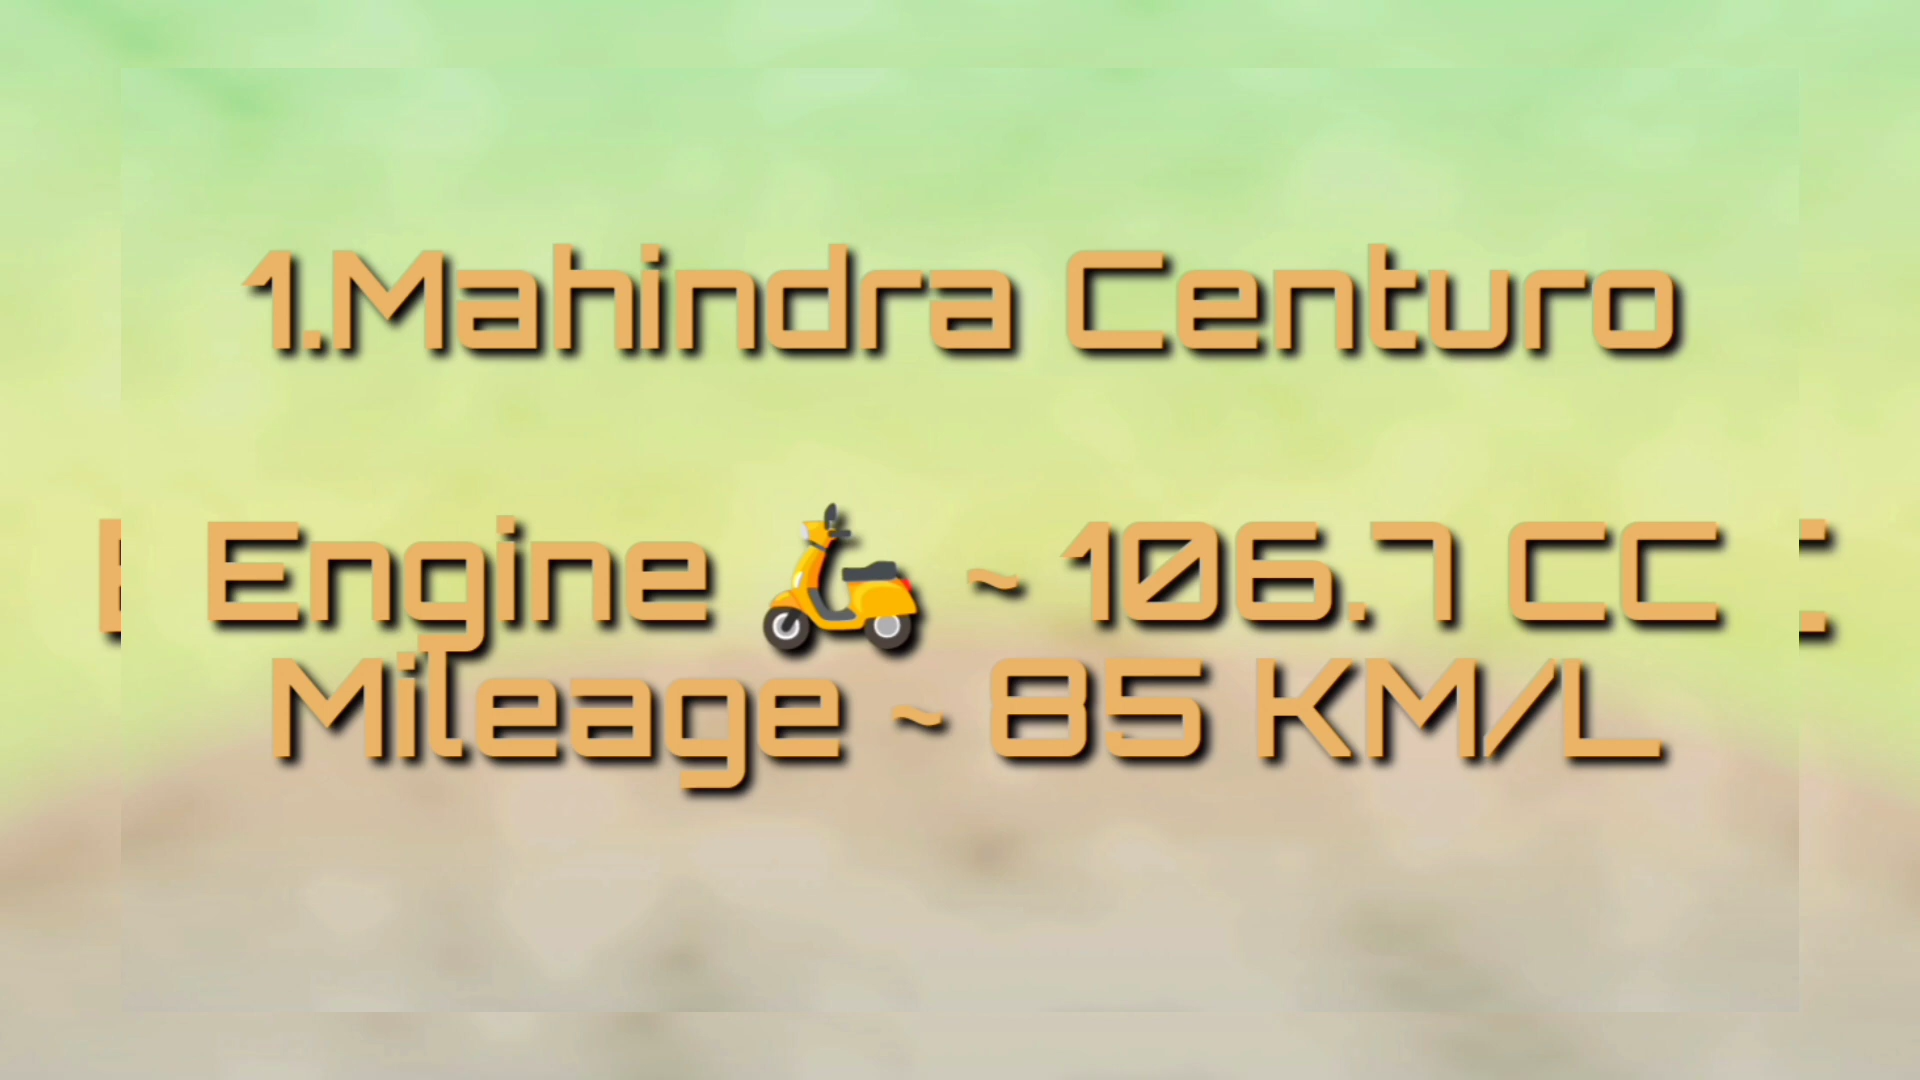 1.Mahindra Centuro
Engine 🛵 ~ 106.7 CC
Mileage ~ 85 KM/L